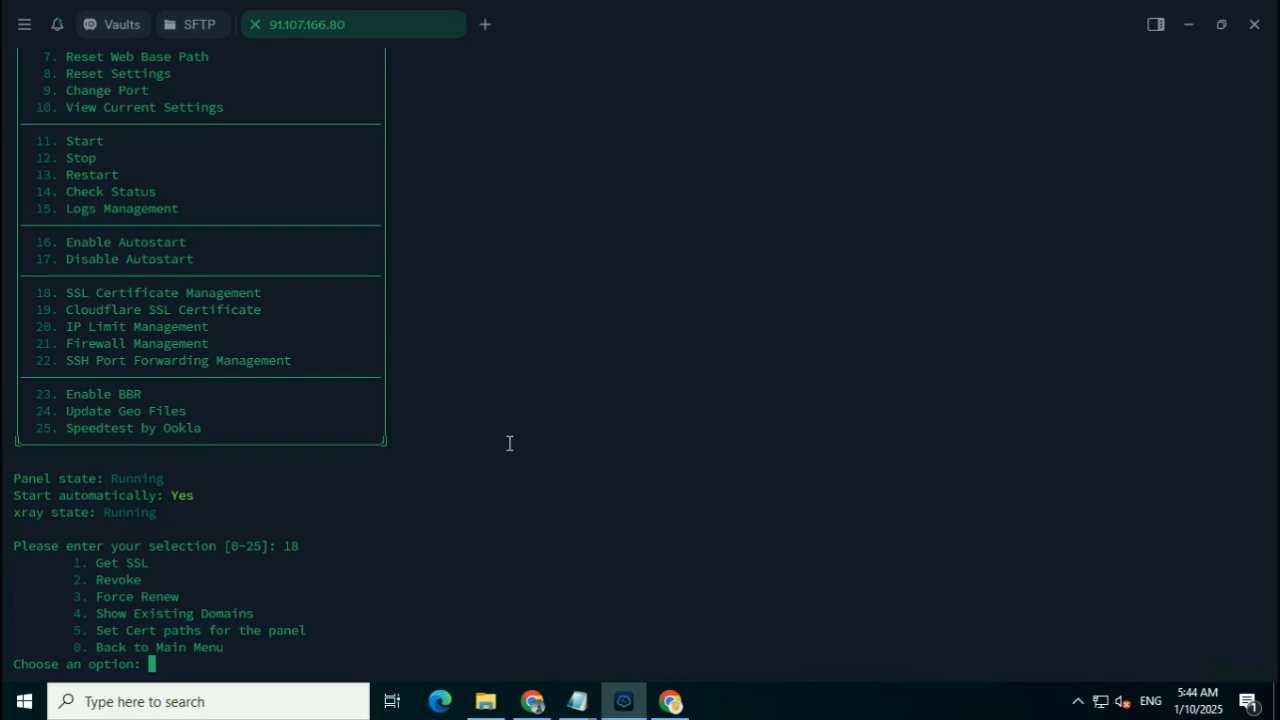 Vaults
SFTP
91.107.166.80
7. Reset Web Base Path
8. Reset Settings
9. Change Port
10. View Current Settings
11. Start
12. Stop
13. Restart
14. Check Status
15. Logs Management
16. Enable Autostart
17. Disable Autostart
18. SSL Certificate Management
19. Cloudflare SSL Certificate
20. IP Limit Management
21. Firewall Management
22. SSH Port Forwarding Management
23. Enable BBR
24. Update Geo Files
25. Speedtest by Ookla
Panel state: Running
Start automatically: Yes
xray state: Running
Please enter your selection [0-25]: 18
1. Get SSL
2. Revoke
3. Force Renew
4. Show Existing Domains
5. Set Cert paths for the panel
0. Back to Main Menu
Choose an option:
Type here to search
ENG
5:44 AM
1/10/2025
1